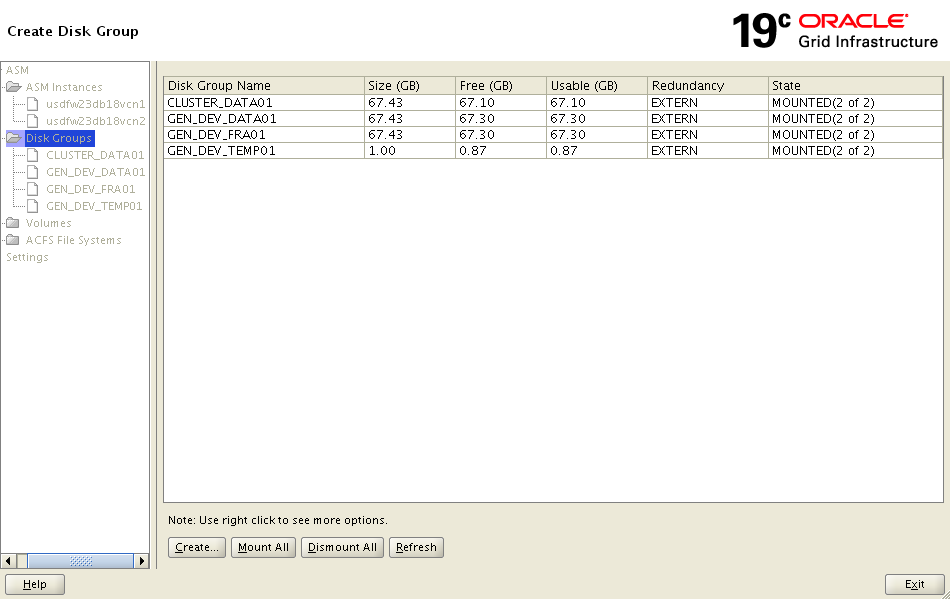 Create Disk Group
19c ORACLE
Grid Infrastructure
ASM
ASM Instances
usdfw23db18vcn1
usdfw23db18vcn2
Disk Groups
CLUSTER_DATA01
GEN_DEV_DATA01
GEN_DEV_FRA01
GEN_DEV_TEMP01
Volumes
ACFS File Systems
Settings
Disk Group Name Size (GB) Free (GB) Usable (GB) Redundancy State
CLUSTER_DATA01 67.43 67.10 67.10 EXTERN MOUNTED(2 of 2)
GEN_DEV_DATA01 67.43 67.30 67.30 EXTERN MOUNTED(2 of 2)
GEN_DEV_FRA01 67.43 67.30 67.30 EXTERN MOUNTED(2 of 2)
GEN_DEV_TEMP01 1.00 0.87 0.87 EXTERN MOUNTED(2 of 2)
Note: Use right click to see more options.
Create... Mount All Dismount All Refresh
Help Exit